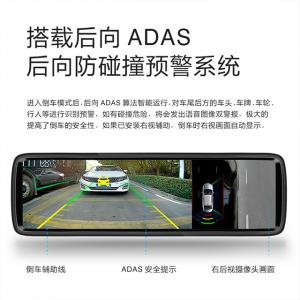 搭载后向 ADAS
后向防碰撞预警系统
进入倒车模式后，后向 ADAS 算法智能运行，对车尾后方的车头、车牌、车轮、
行人等进行识别预警，如有碰撞危险，将会发出语音图像双警报，极大的
提高了倒车的安全性，如果已安装右视辅助，倒车时右视画面自动显示。
倒车辅助线
ADAS 安全提示
右后视摄像头画面